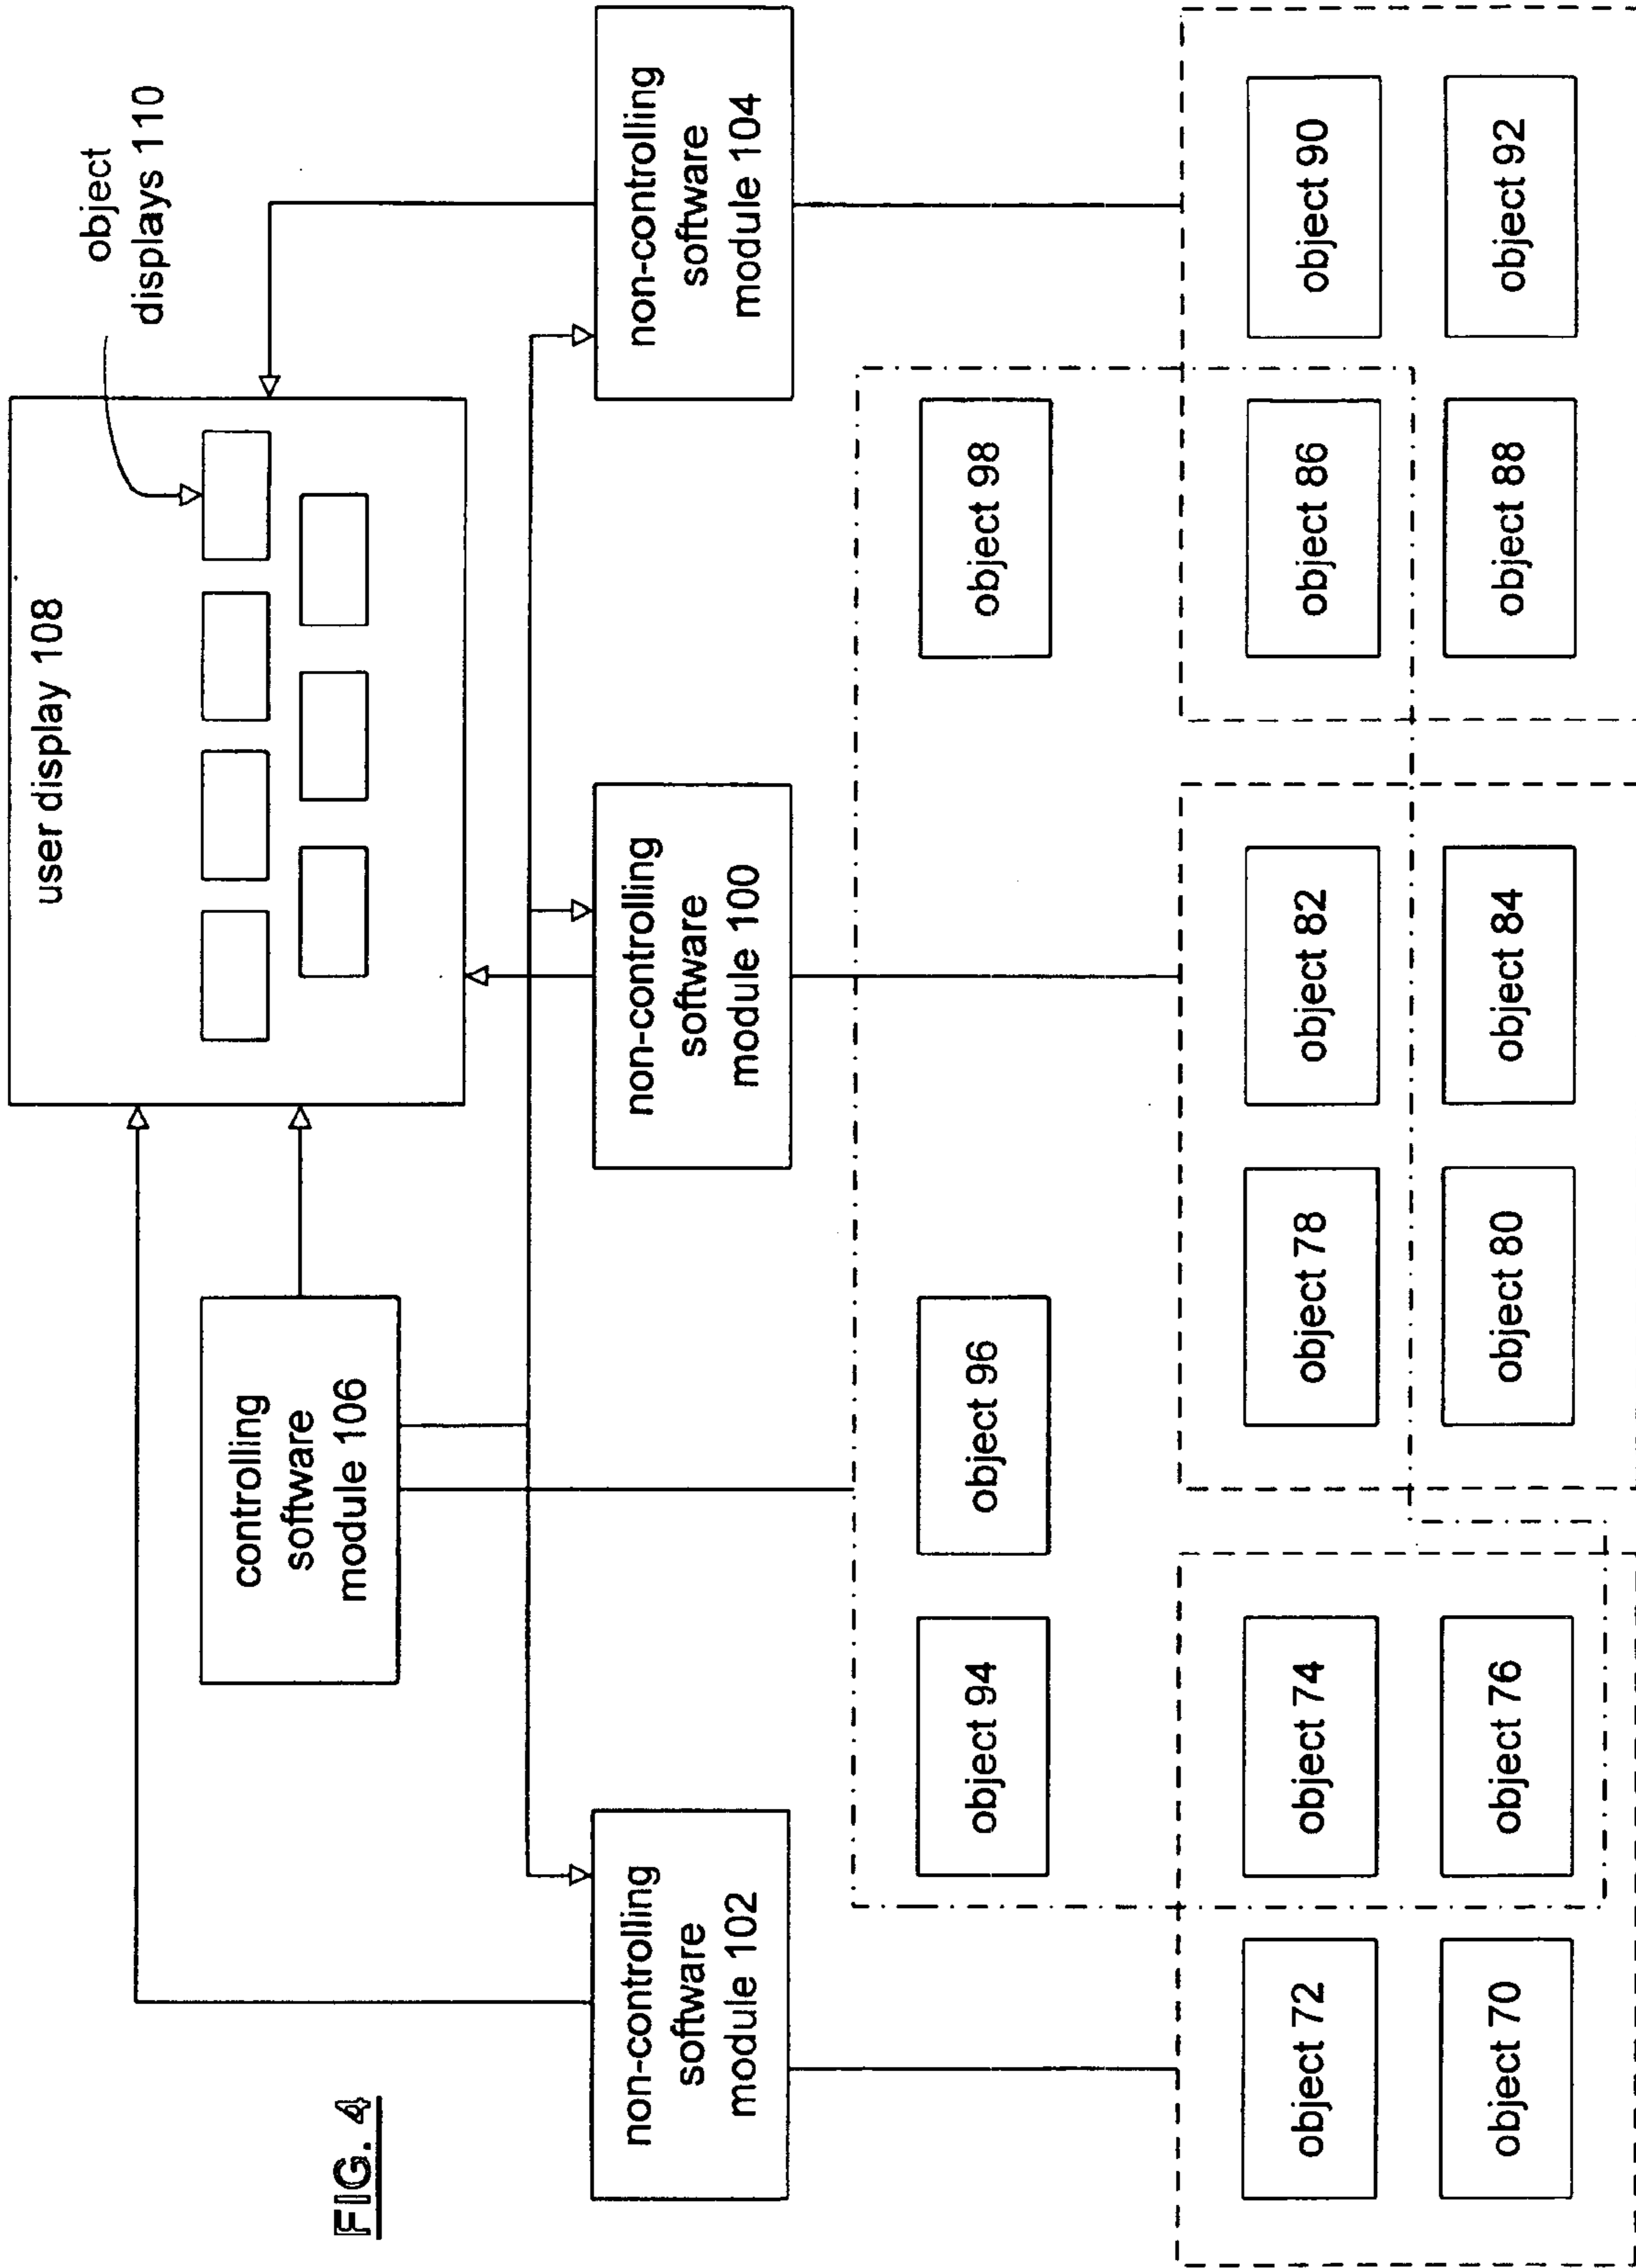 FIG. 4
user display 108
object
displays 110
controlling
software
module 106
non-controlling
software
module 102
non-controlling
software
module 100
non-controlling
software
module 104
object 94
object 96
object 98
object 72
object 74
object 78
object 82
object 86
object 90
object 70
object 76
object 80
object 84
object 88
object 92